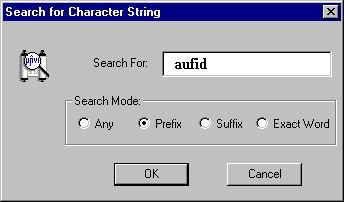 Search for Character String
Search For: aufid
Search Mode:
Any Prefix Suffix Exact Word
OK Cancel